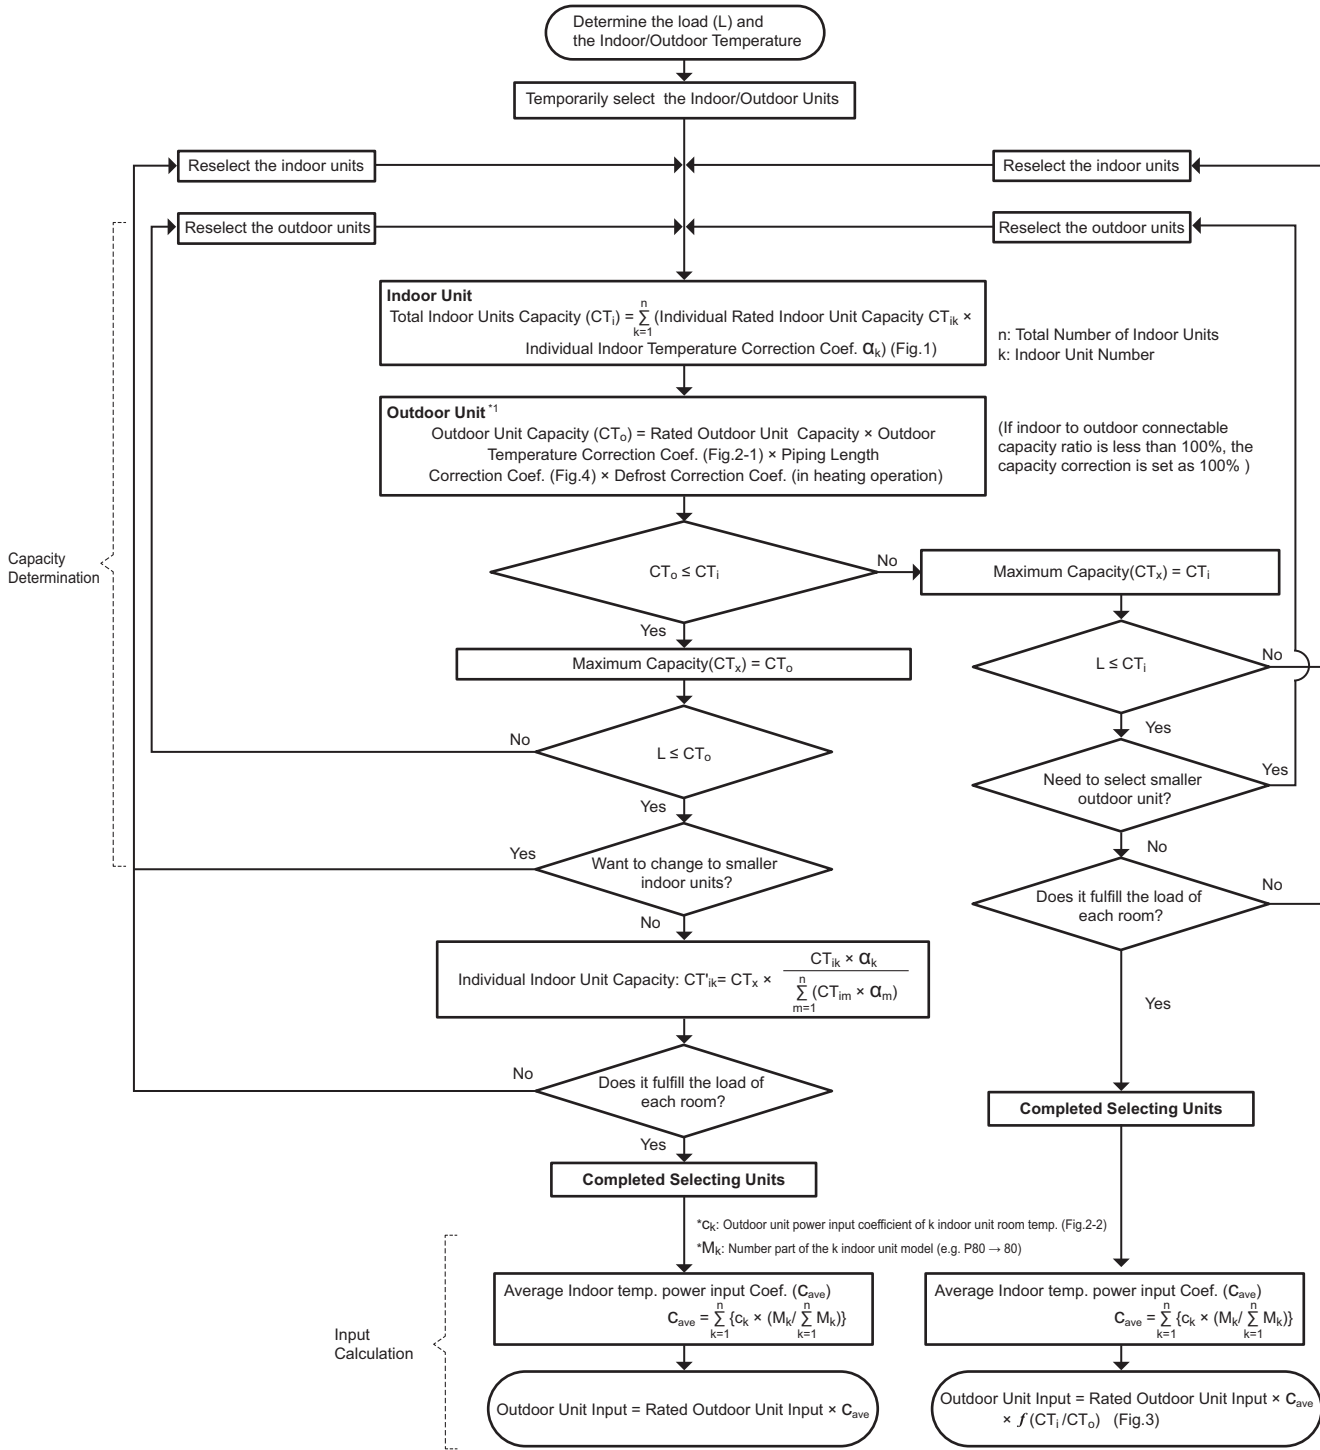 Determine the load (L) and
the Indoor/Outdoor Temperature
Temporarily select the Indoor/Outdoor Units
Reselect the indoor units
Reselect the indoor units
Reselect the outdoor units
Reselect the outdoor units
Indoor Unit
Total Indoor Units Capacity (CTi) = n Σ k=1 (Individual Rated Indoor Unit Capacity CTik ×
Individual Indoor Temperature Correction Coef. αk) (Fig.1)
n: Total Number of Indoor Units
k: Indoor Unit Number
Outdoor Unit *1
Outdoor Unit Capacity (CTo) = Rated Outdoor Unit Capacity × Outdoor
Temperature Correction Coef. (Fig.2-1) × Piping Length
Correction Coef. (Fig.4) × Defrost Correction Coef. (in heating operation)
(If indoor to outdoor connectable
capacity ratio is less than 100%, the
capacity correction is set as 100% )
Capacity
Determination
CTo ≤ CTi
No
Maximum Capacity(CTx) = CTi
Yes
Maximum Capacity(CTx) = CTo
L ≤ CTi
No
Yes
No
L ≤ CTo
Yes
Need to select smaller
outdoor unit?
Yes
No
Yes
Want to change to smaller
indoor units?
No
Does it fulfill the load of
each room?
No
Yes
Individual Indoor Unit Capacity: CT'ik= CTx ×
CTik × αk
n Σ m=1 (CTim × αm)
No
Does it fulfill the load of
each room?
Yes
Completed Selecting Units
Completed Selecting Units
*ck: Outdoor unit power input coefficient of k indoor unit room temp. (Fig.2-2)
*Mk: Number part of the k indoor unit model (e.g. P80 → 80)
Input
Calculation
Average Indoor temp. power input Coef. (Cave)
Cave = n Σ k=1 {ck × (Mk/ n Σ k=1 Mk)}
Average Indoor temp. power input Coef. (Cave)
Cave = n Σ k=1 {ck × (Mk/ n Σ k=1 Mk)}
Outdoor Unit Input = Rated Outdoor Unit Input × Cave
Outdoor Unit Input = Rated Outdoor Unit Input × Cave
× f (CTi /CTo) (Fig.3)